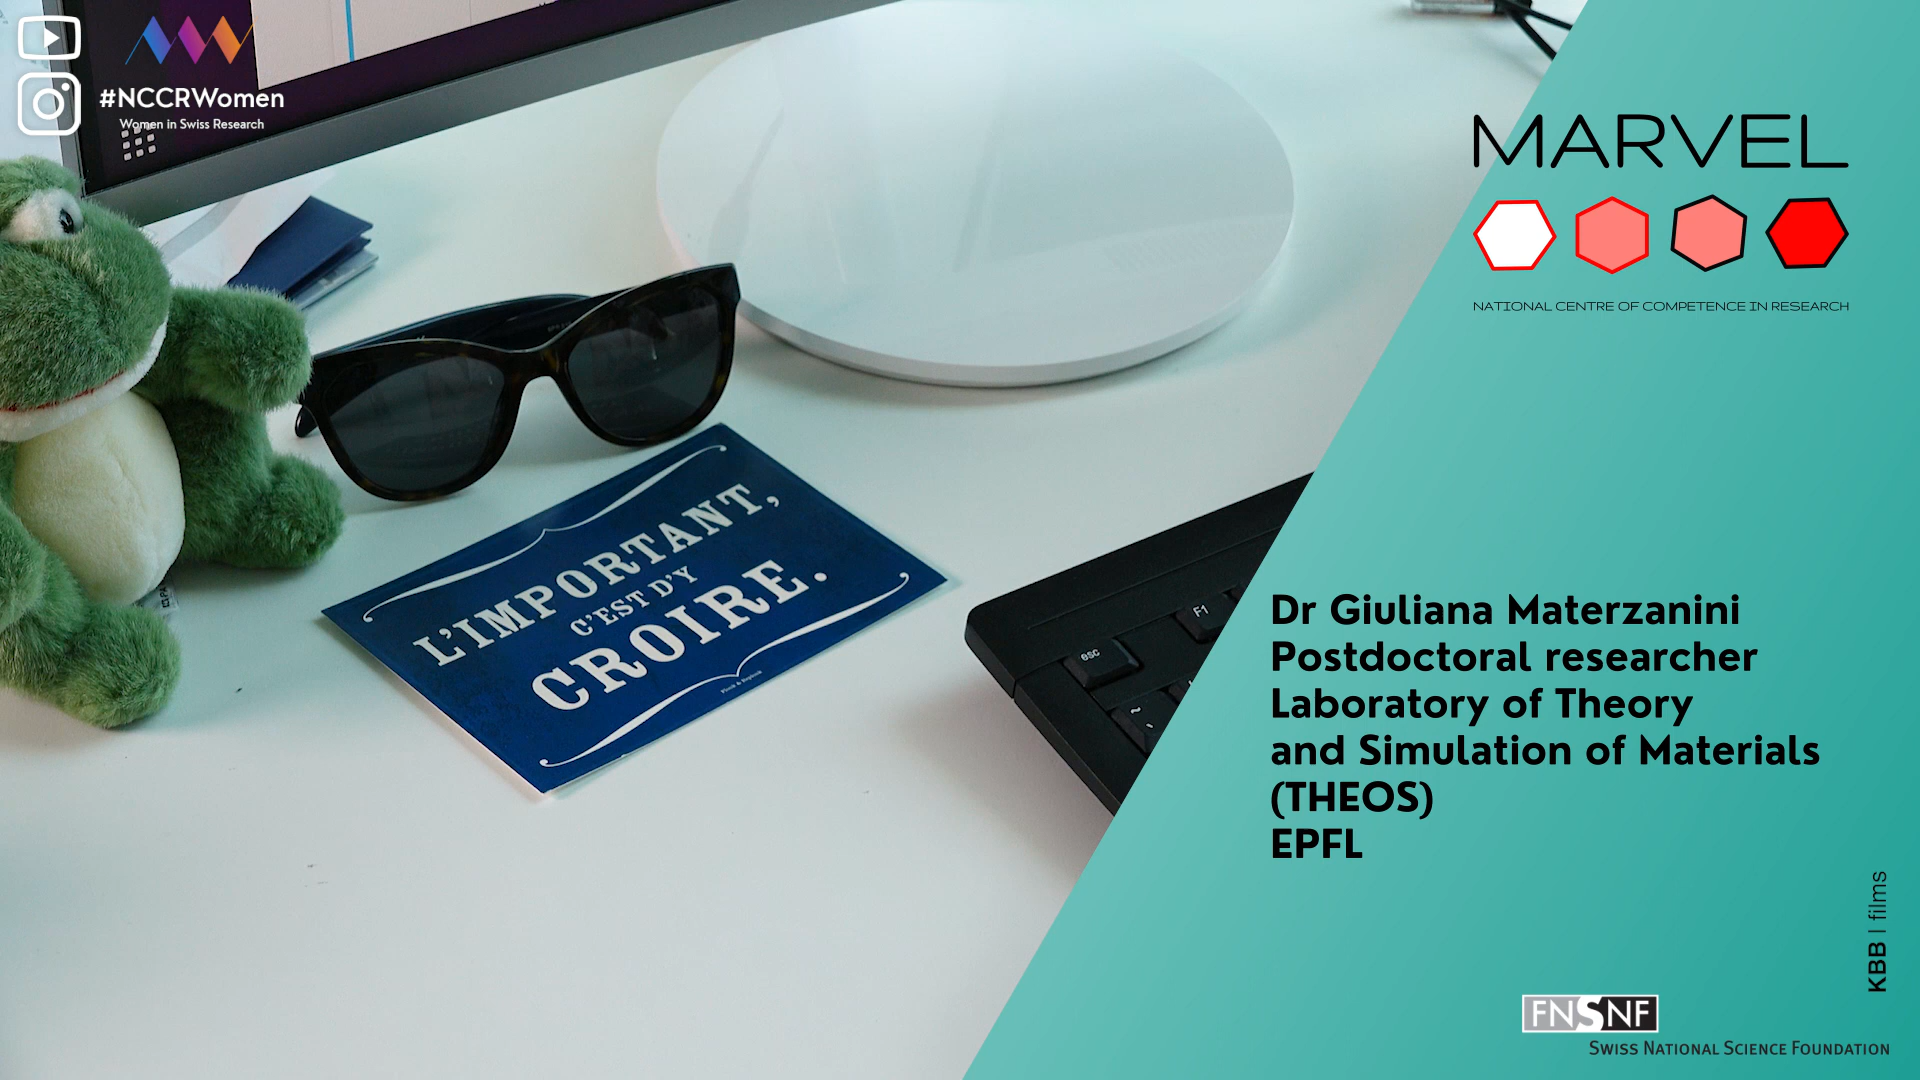 #NCCRWomen
Women in Swiss Research
MARVEL
NATIONAL CENTRE OF COMPETENCE IN RESEARCH
L'IMPORTANT,
C'EST D'Y
CROIRE.
esc
F1
Dr Giuliana Materzanini
Postdoctoral researcher
Laboratory of Theory
and Simulation of Materials
(THEOS)
EPFL
KBB | films
FNSNF
SWISS NATIONAL SCIENCE FOUNDATION